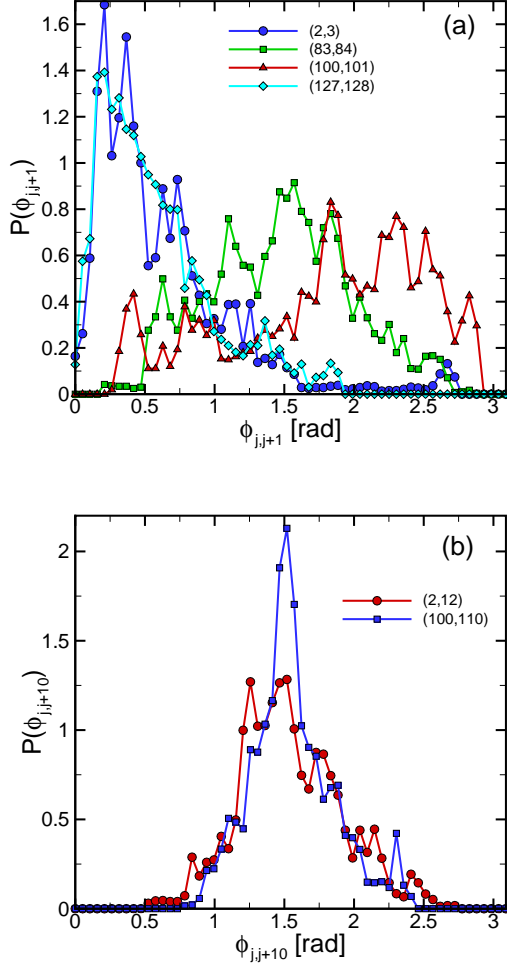 (a)
(2,3)
(83,84)
(100,101)
(127,128)
P(ϕj,j+1)
1.6
1.4
1.2
1
0.8
0.6
0.4
0.2
0
0 0.5 1 1.5 2 2.5 3
ϕj,j+1 [rad]
(b)
(2,12)
(100,110)
P(ϕj,j+10)
2
1.5
1
0.5
0
0 0.5 1 1.5 2 2.5 3
ϕj,j+10 [rad]